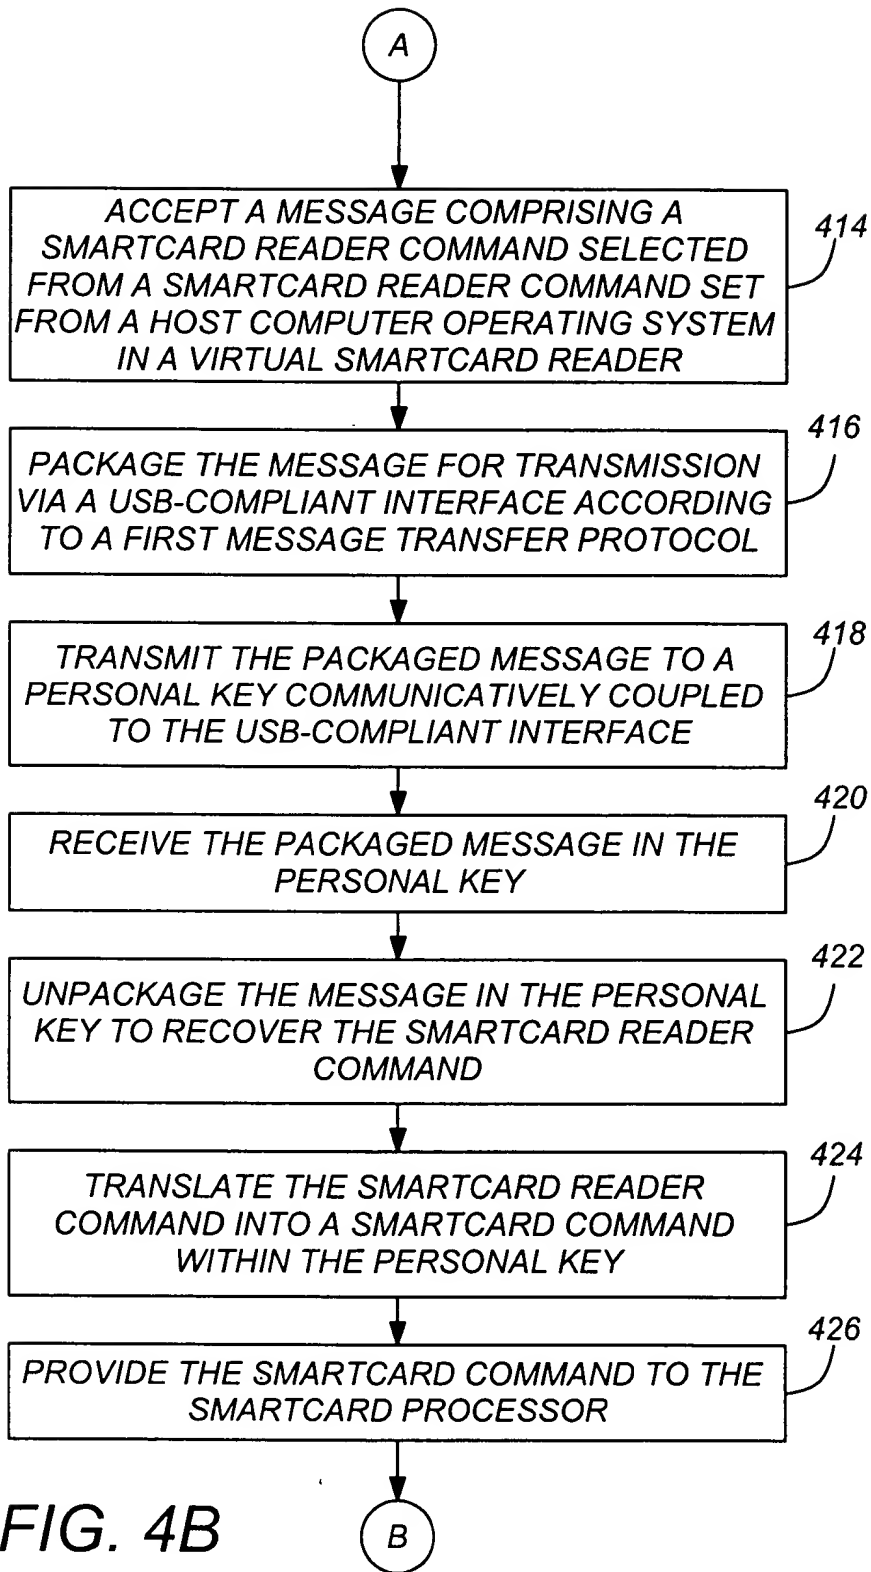 A
ACCEPT A MESSAGE COMPRISING A
SMARTCARD READER COMMAND SELECTED
FROM A SMARTCARD READER COMMAND SET
FROM A HOST COMPUTER OPERATING SYSTEM
IN A VIRTUAL SMARTCARD READER
414
PACKAGE THE MESSAGE FOR TRANSMISSION
VIA A USB-COMPLIANT INTERFACE ACCORDING
TO A FIRST MESSAGE TRANSFER PROTOCOL
416
TRANSMIT THE PACKAGED MESSAGE TO A
PERSONAL KEY COMMUNICATIVELY COUPLED
TO THE USB-COMPLIANT INTERFACE
418
RECEIVE THE PACKAGED MESSAGE IN THE
PERSONAL KEY
420
UNPACKAGE THE MESSAGE IN THE PERSONAL
KEY TO RECOVER THE SMARTCARD READER
COMMAND
422
TRANSLATE THE SMARTCARD READER
COMMAND INTO A SMARTCARD COMMAND
WITHIN THE PERSONAL KEY
424
PROVIDE THE SMARTCARD COMMAND TO THE
SMARTCARD PROCESSOR
426
B
FIG. 4B